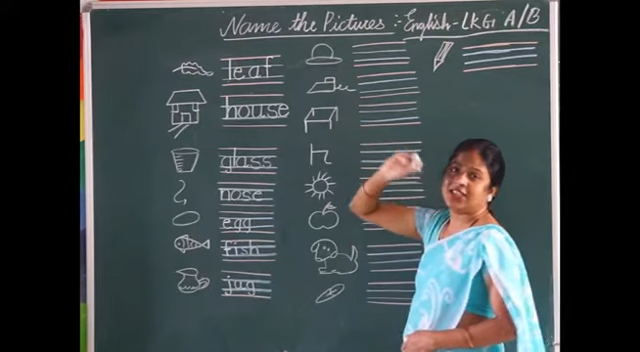 Name the Pictures :- English - LKG A/B
leaf
house
glass
nose
egg
fish
jug